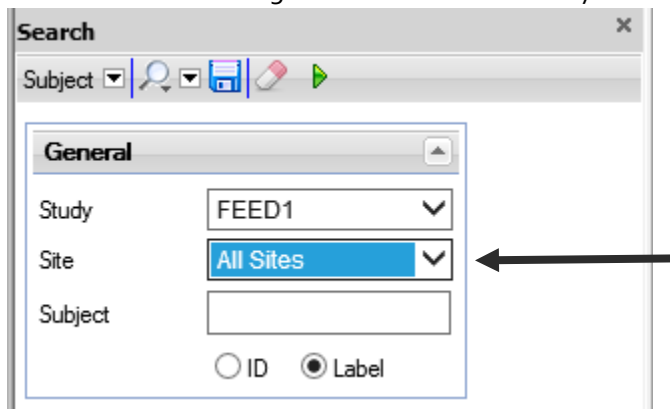 Search
Subject
General
Study FEED1
Site All Sites
Subject
ID Label